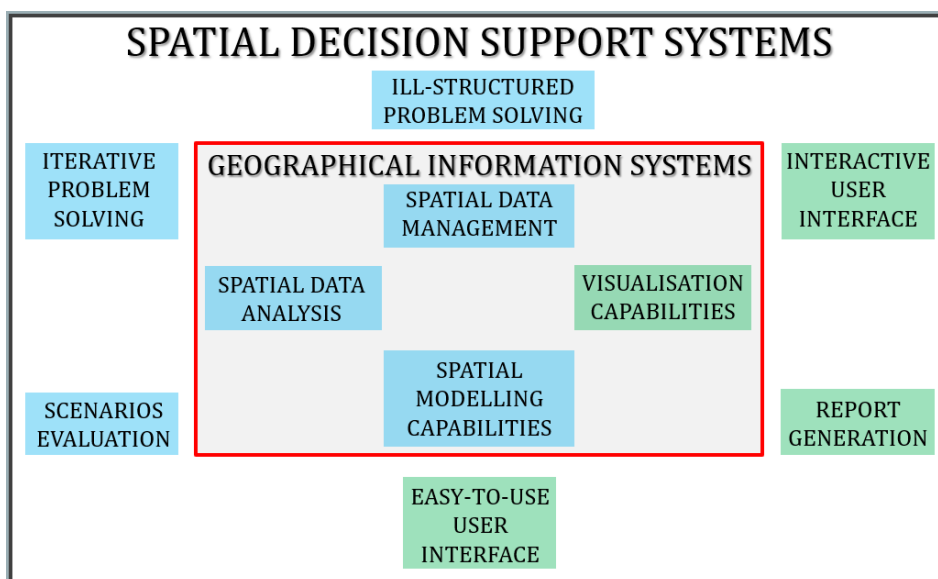 SPATIAL DECISION SUPPORT SYSTEMS
ILL-STRUCTURED
PROBLEM SOLVING
ITERATIVE
PROBLEM
SOLVING
GEOGRAPHICAL INFORMATION SYSTEMS
INTERACTIVE
USER
INTERFACE
SPATIAL DATA
MANAGEMENT
SPATIAL DATA
ANALYSIS
VISUALISATION
CAPABILITIES
SPATIAL
MODELLING
CAPABILITIES
SCENARIOS
EVALUATION
REPORT
GENERATION
EASY-TO-USE
USER
INTERFACE